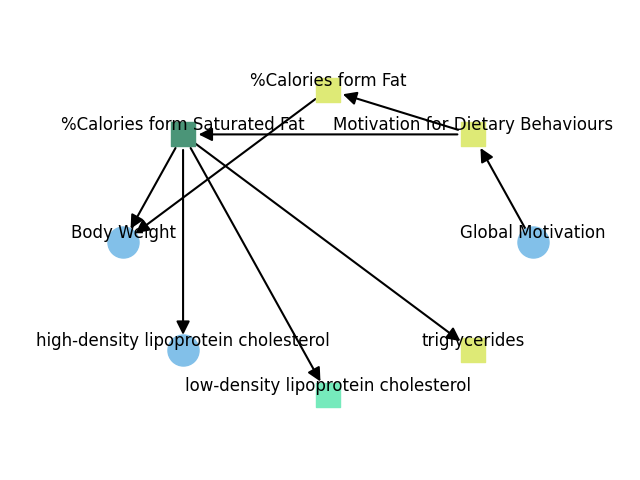 %Calories form Fat
%Calories form Saturated Fat
Motivation for Dietary Behaviours
Body Weight
Global Motivation
high-density lipoprotein cholesterol
triglycerides
low-density lipoprotein cholesterol